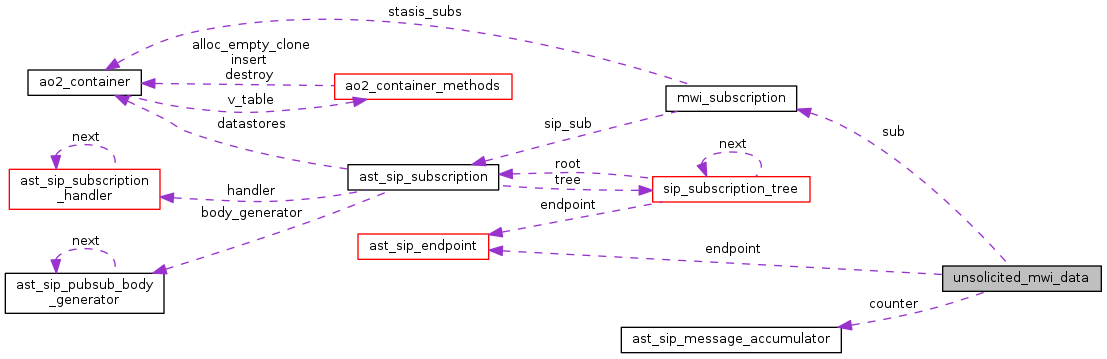 stasis_subs
alloc_empty_clone
insert
destroy
ao2_container
ao2_container_methods
v_table
mwi_subscription
datastores
sip_sub
sub
next
next
root
ast_sip_subscription
_handler
handler
ast_sip_subscription
tree
sip_subscription_tree
body_generator
endpoint
next
ast_sip_endpoint
endpoint
ast_sip_pubsub_body
_generator
unsolicited_mwi_data
counter
ast_sip_message_accumulator